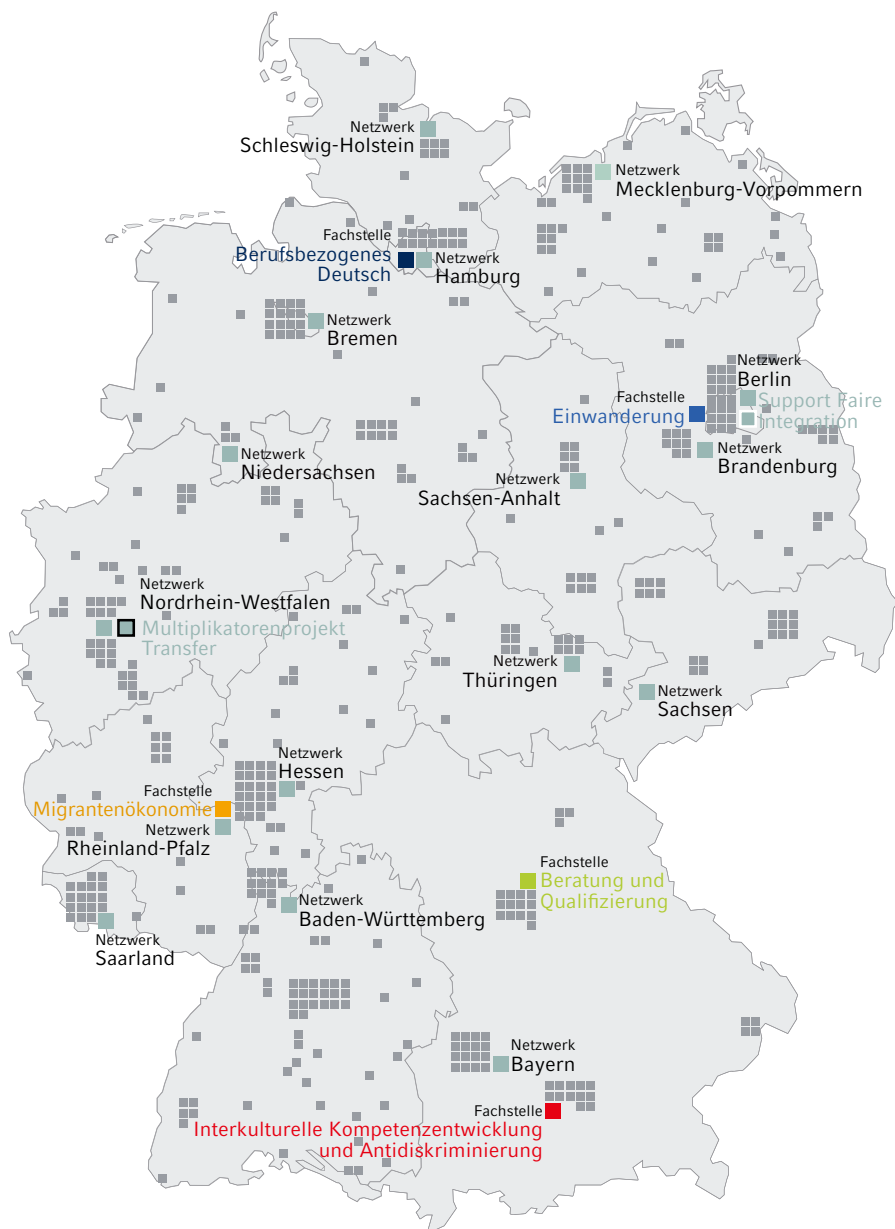 Netzwerk
Schleswig-Holstein
Netzwerk
Mecklenburg-Vorpommern
Fachstelle
Berufsbezogenes
Deutsch
Netzwerk
Hamburg
Netzwerk
Bremen
Netzwerk
Berlin
Support Faire
Integration
Fachstelle
Einwanderung
Netzwerk
Brandenburg
Netzwerk
Niedersachsen
Netzwerk
Sachsen-Anhalt
Netzwerk
Nordrhein-Westfalen
Multiplikatorenprojekt
Transfer
Netzwerk
Thüringen
Netzwerk
Sachsen
Netzwerk
Hessen
Fachstelle
Migrantenökonomie
Netzwerk
Rheinland-Pfalz
Fachstelle
Beratung und
Qualifizierung
Netzwerk
Baden-Württemberg
Netzwerk
Saarland
Netzwerk
Bayern
Fachstelle
Interkulturelle Kompetenzentwicklung
und Antidiskriminierung